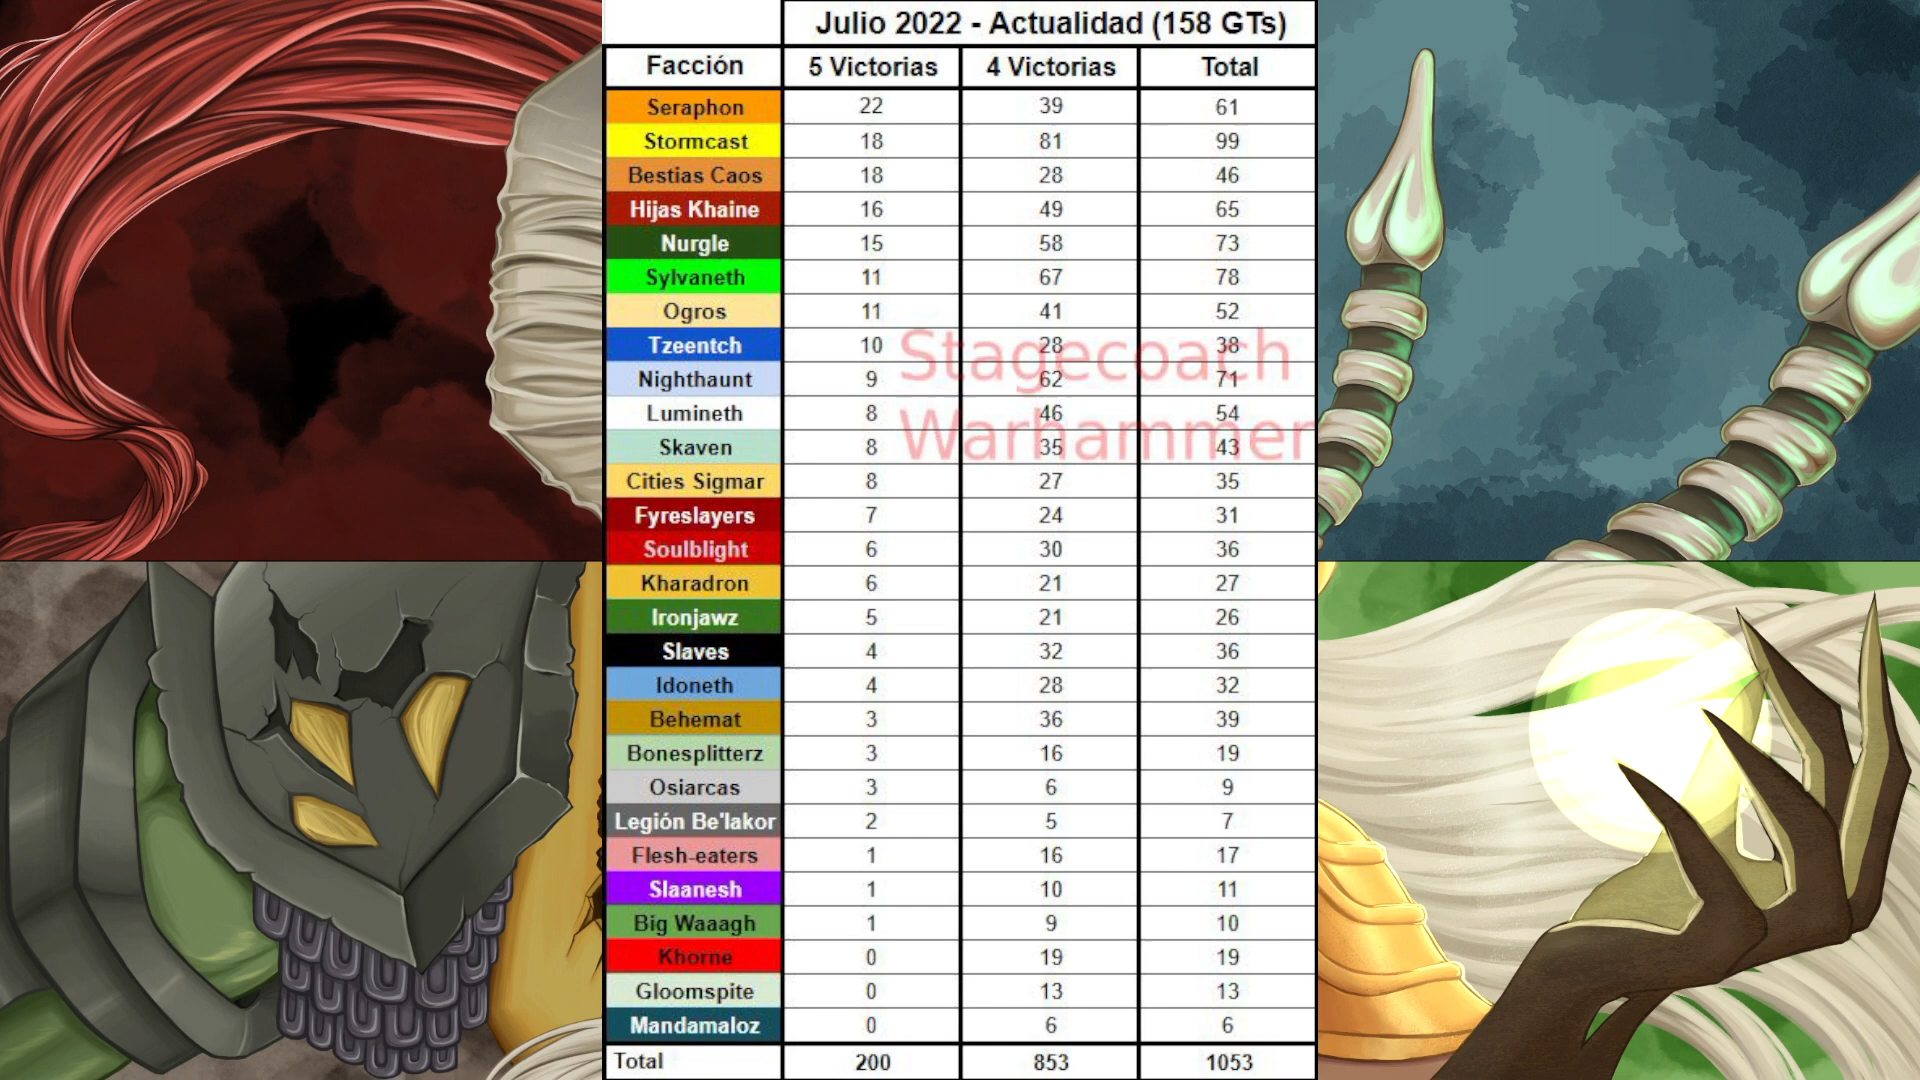 Julio 2022 - Actualidad (158 GTs)
Facción 5 Victorias 4 Victorias Total
Seraphon 22 39 61
Stormcast 18 81 99
Bestias Caos 18 28 46
Hijas Khaine 16 49 65
Nurgle 15 58 73
Sylvaneth 11 67 78
Ogros 11 41 52
Tzeentch 10 28 38
Stagecoach
Nighthaunt 9 62 71
Lumineth 8 46 54
Warhammer
Skaven 8 35 43
Cities Sigmar 8 27 35
Fyreslayers 7 24 31
Soulblight 6 30 36
Kharadron 6 21 27
Ironjawz 5 21 26
Slaves 4 32 36
Idoneth 4 28 32
Behemat 3 36 39
Bonesplitterz 3 16 19
Osiarcas 3 6 9
Legión Be'lakor 2 5 7
Flesh-eaters 1 16 17
Slaanesh 1 10 11
Big Waaagh 1 9 10
Khorne 0 19 19
Gloomspite 0 13 13
Mandamaloz 0 6 6
Total 200 853 1053